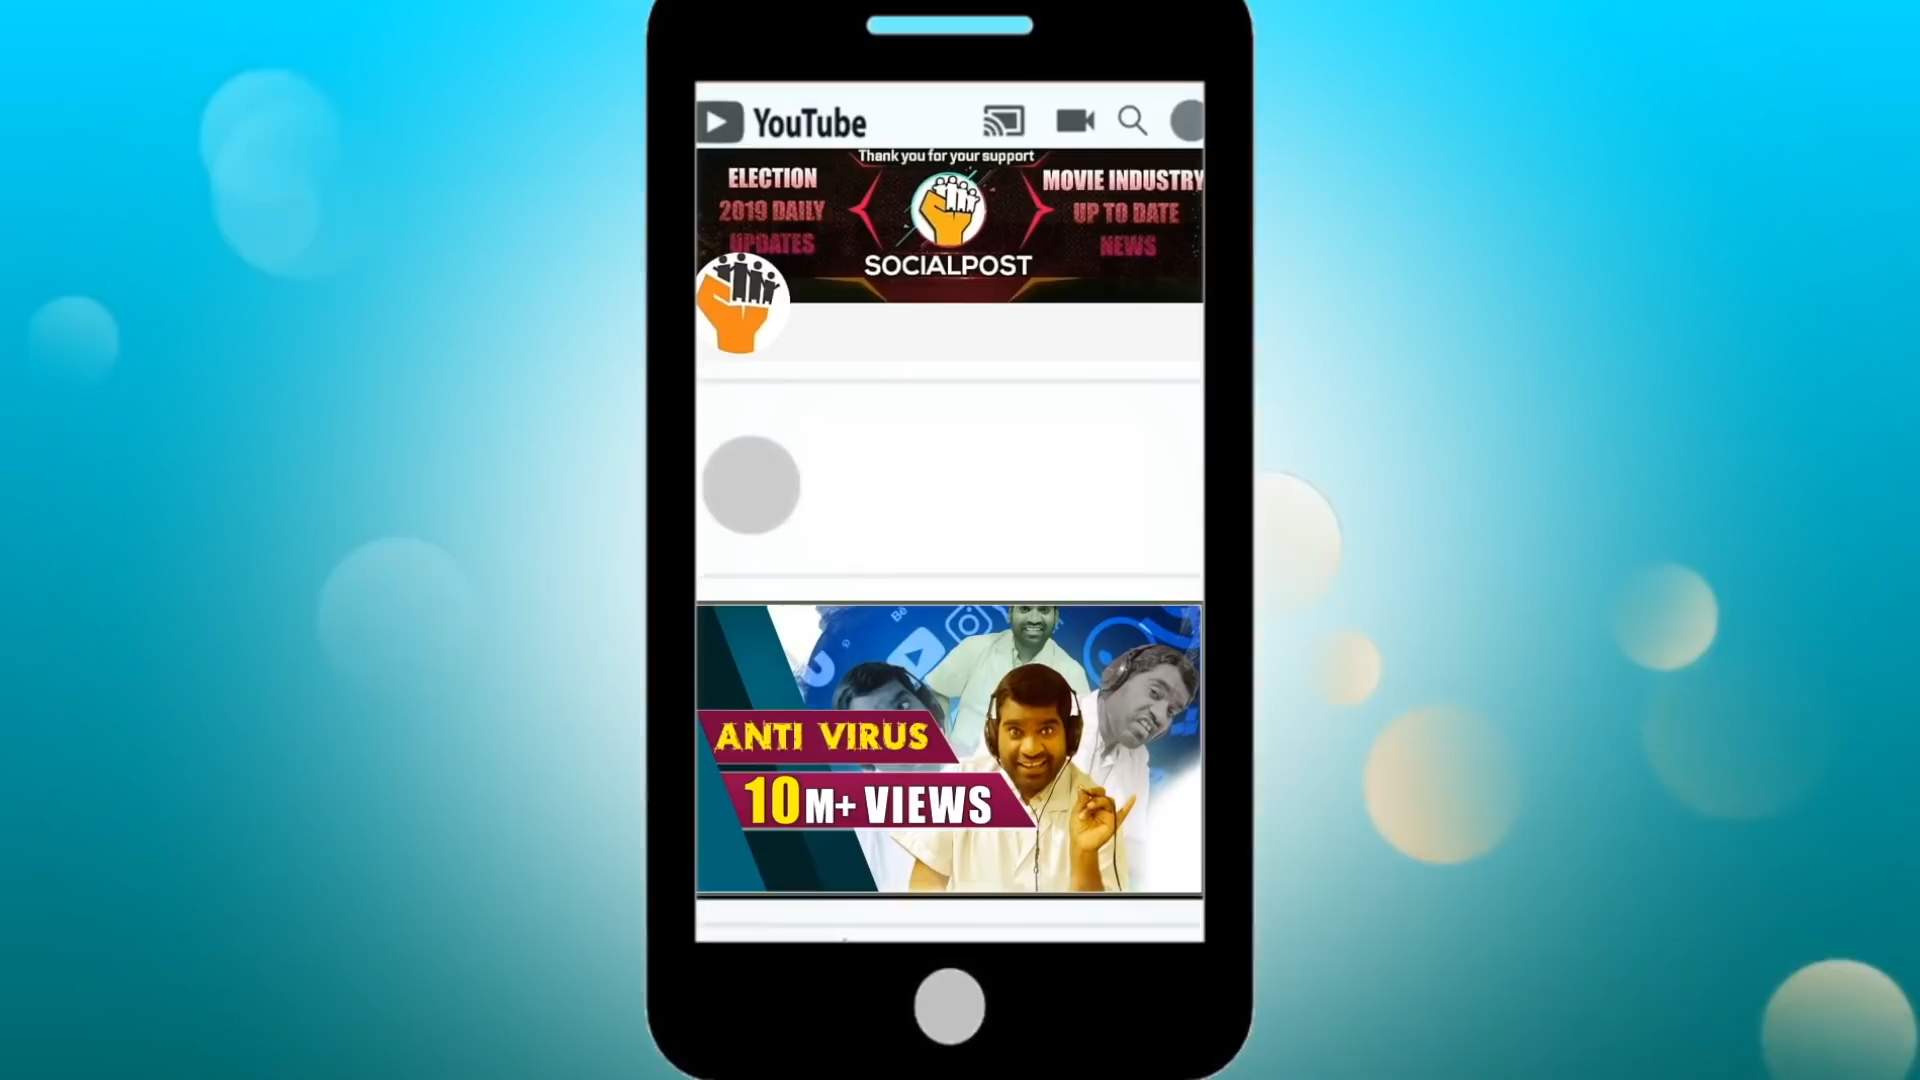 YouTube
Thank you for your support
ELECTION
2019 DAILY
UPDATES
MOVIE INDUSTRY
UP TO DATE
NEWS
SOCIALPOST
Bē
ANTI VIRUS
10M+ VIEWS